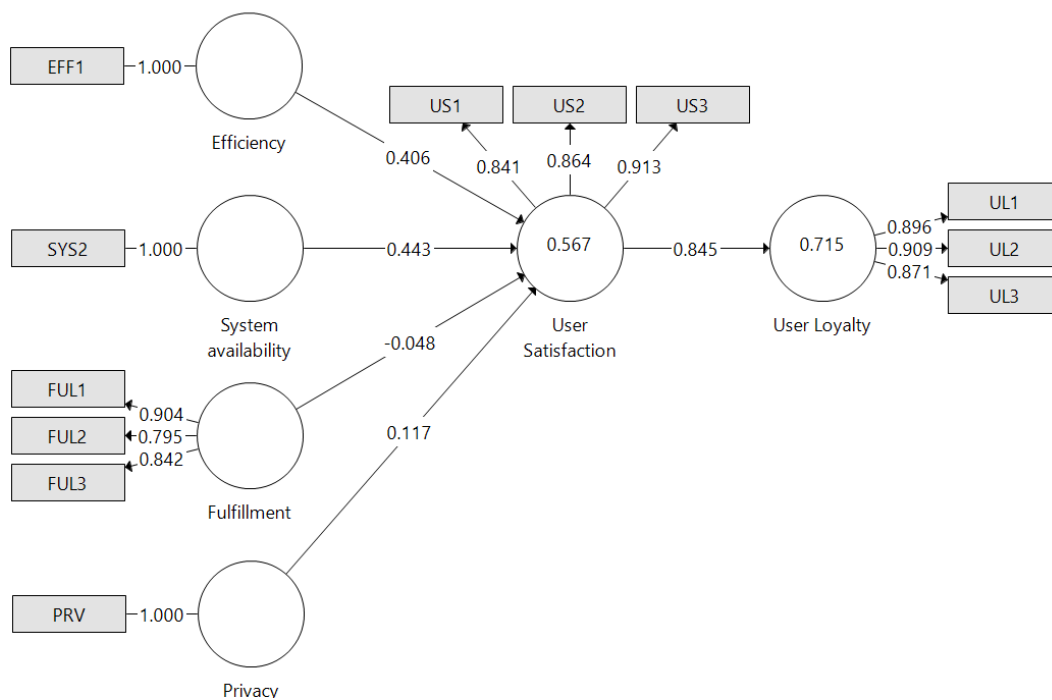 EFF1
1.000
Efficiency
US1
US2
US3
0.406
0.841
0.864
0.913
SYS2
1.000
System
availability
0.443
0.567
User
Satisfaction
0.845
0.715
User Loyalty
0.896
0.909
0.871
UL1
UL2
UL3
FUL1
FUL2
FUL3
0.904
0.795
0.842
Fulfillment
-0.048
0.117
PRV
1.000
Privacy